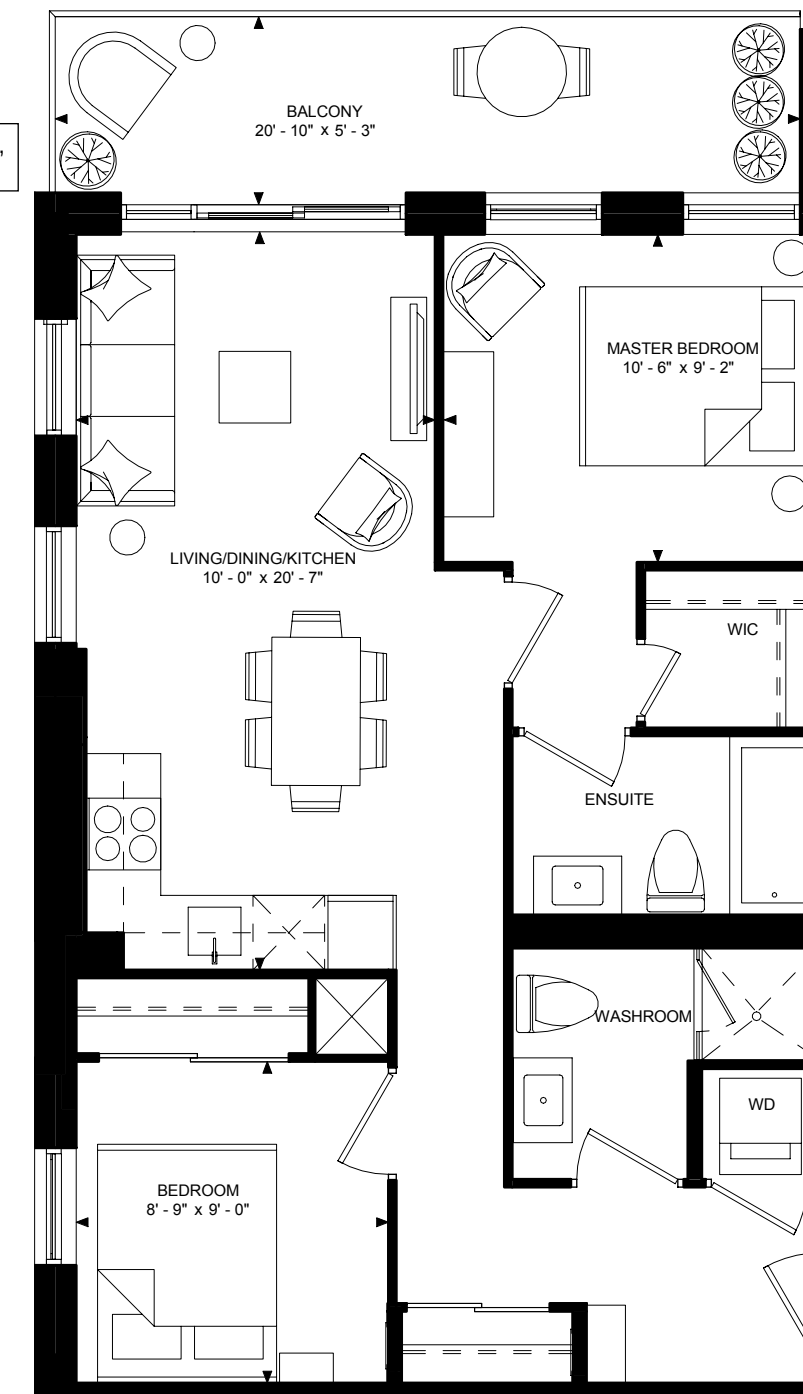 BALCONY
20' - 10" x 5' - 3"
MASTER BEDROOM
10' - 6" x 9' - 2"
LIVING/DINING/KITCHEN
10' - 0" x 20' - 7"
WIC
ENSUITE
WASHROOM
WD
BEDROOM
8' - 9" x 9' - 0"